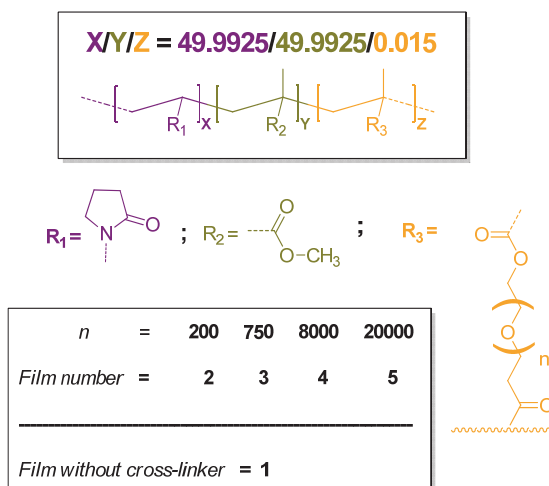 X/Y/Z = 49.9925/49.9925/0.015
[ ]X [ ]Y [ ]Z
R1 R2 R3
R1= N O ; R2= O O-CH3 ; R3= O O
O n
O
n = 200 750 8000 20000
Film number = 2 3 4 5
Film without cross-linker = 1